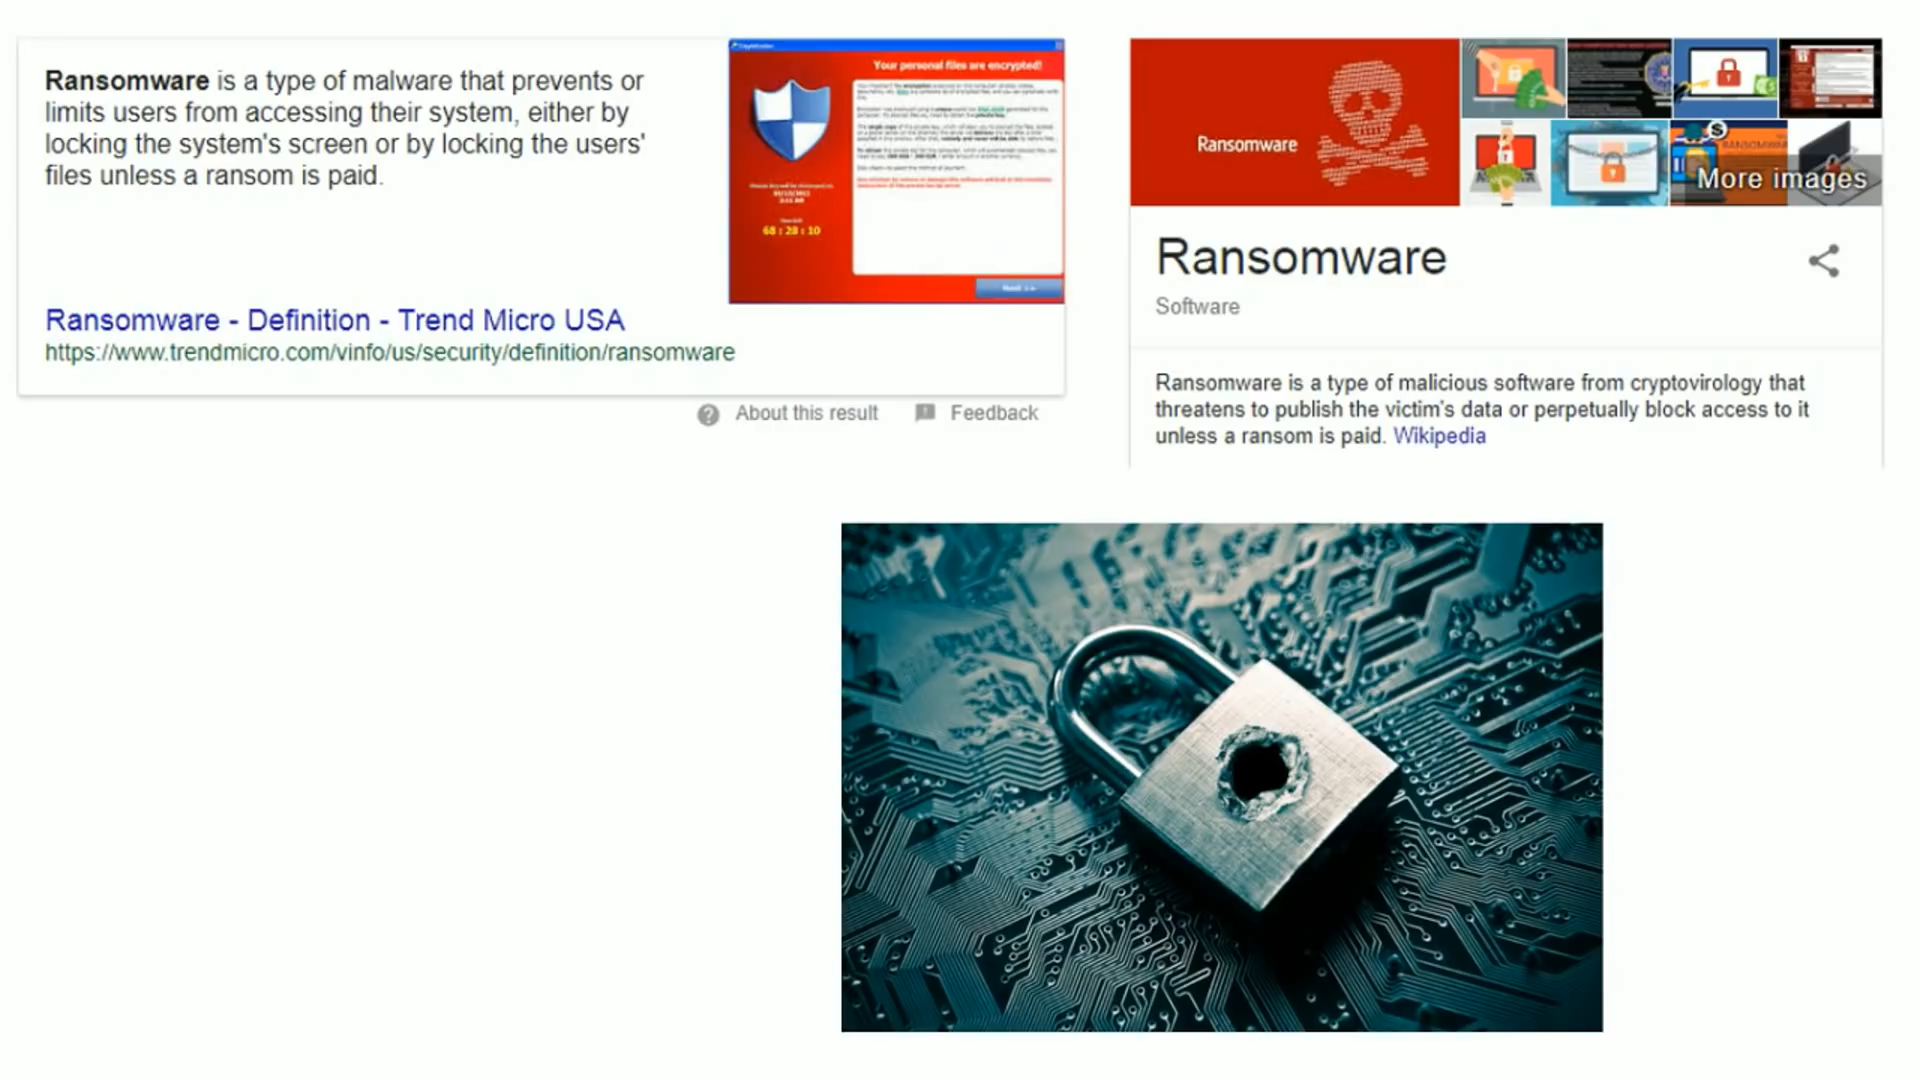 Ransomware is a type of malware that prevents or
limits users from accessing their system, either by
locking the system's screen or by locking the users'
files unless a ransom is paid.
Your personal files are encrypted!
68 : 28 : 10
Ransomware - Definition - Trend Micro USA
https://www.trendmicro.com/vinfo/us/security/definition/ransomware
About this result
Feedback
Ransomware
More images
Ransomware
Software
Ransomware is a type of malicious software from cryptovirology that
threatens to publish the victim's data or perpetually block access to it
unless a ransom is paid. Wikipedia